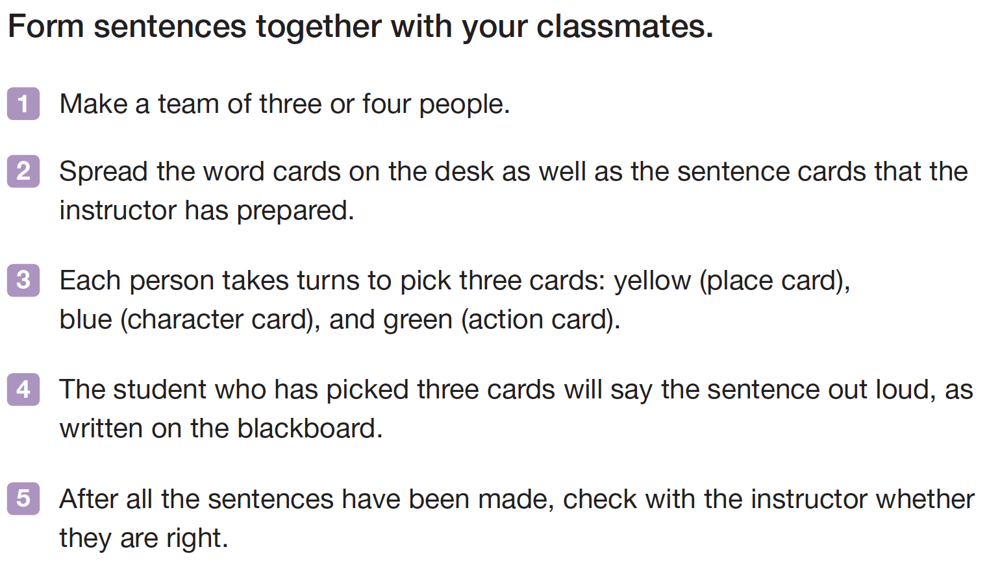 Form sentences together with your classmates.
1 Make a team of three or four people.
2 Spread the word cards on the desk as well as the sentence cards that the
instructor has prepared.
3 Each person takes turns to pick three cards: yellow (place card),
blue (character card), and green (action card).
4 The student who has picked three cards will say the sentence out loud, as
written on the blackboard.
5 After all the sentences have been made, check with the instructor whether
they are right.